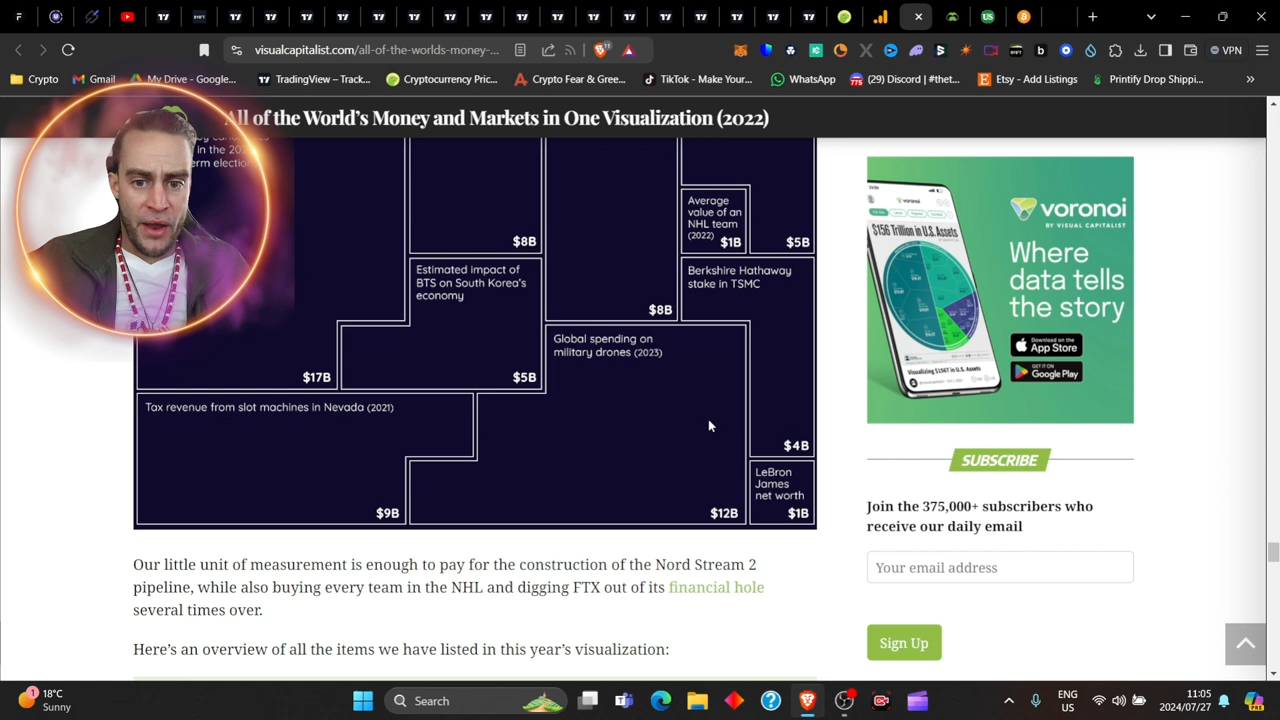 visualcapitalist.com/all-of-the-worlds-money-...
11
VPN
Crypto
Gmail
My Drive - Google...
TradingView – Track...
Cryptocurrency Pric...
Crypto Fear & Gree...
TikTok - Make Your...
WhatsApp
(29) Discord | #thet...
Etsy - Add Listings
Printify Drop Shippi...
All of the World's Money and Markets in One Visualization (2022)
$8B
$8B
Average
value of an
NHL team
(2022)
$1B
$5B
Estimated impact of
BTS on South Korea's
economy
Berkshire Hathaway
stake in TSMC
Global spending on
military drones (2023)
$17B
$5B
Tax revenue from slot machines in Nevada (2021)
$4B
LeBron
James
net worth
$9B
$12B
$1B
voronoi
BY VISUAL CAPITALIST
$156 Trillion in U.S. Assets
Where
data tells
the story
Download on the
App Store
GET IT ON
Google Play
SUBSCRIBE
Join the 375,000+ subscribers who
receive our daily email
Your email address
Sign Up
Our little unit of measurement is enough to pay for the construction of the Nord Stream 2
pipeline, while also buying every team in the NHL and digging FTX out of its financial hole
several times over.
Here's an overview of all the items we have listed in this year's visualization:
18°C
Sunny
Search
ENG
US
11:05
2024/07/27